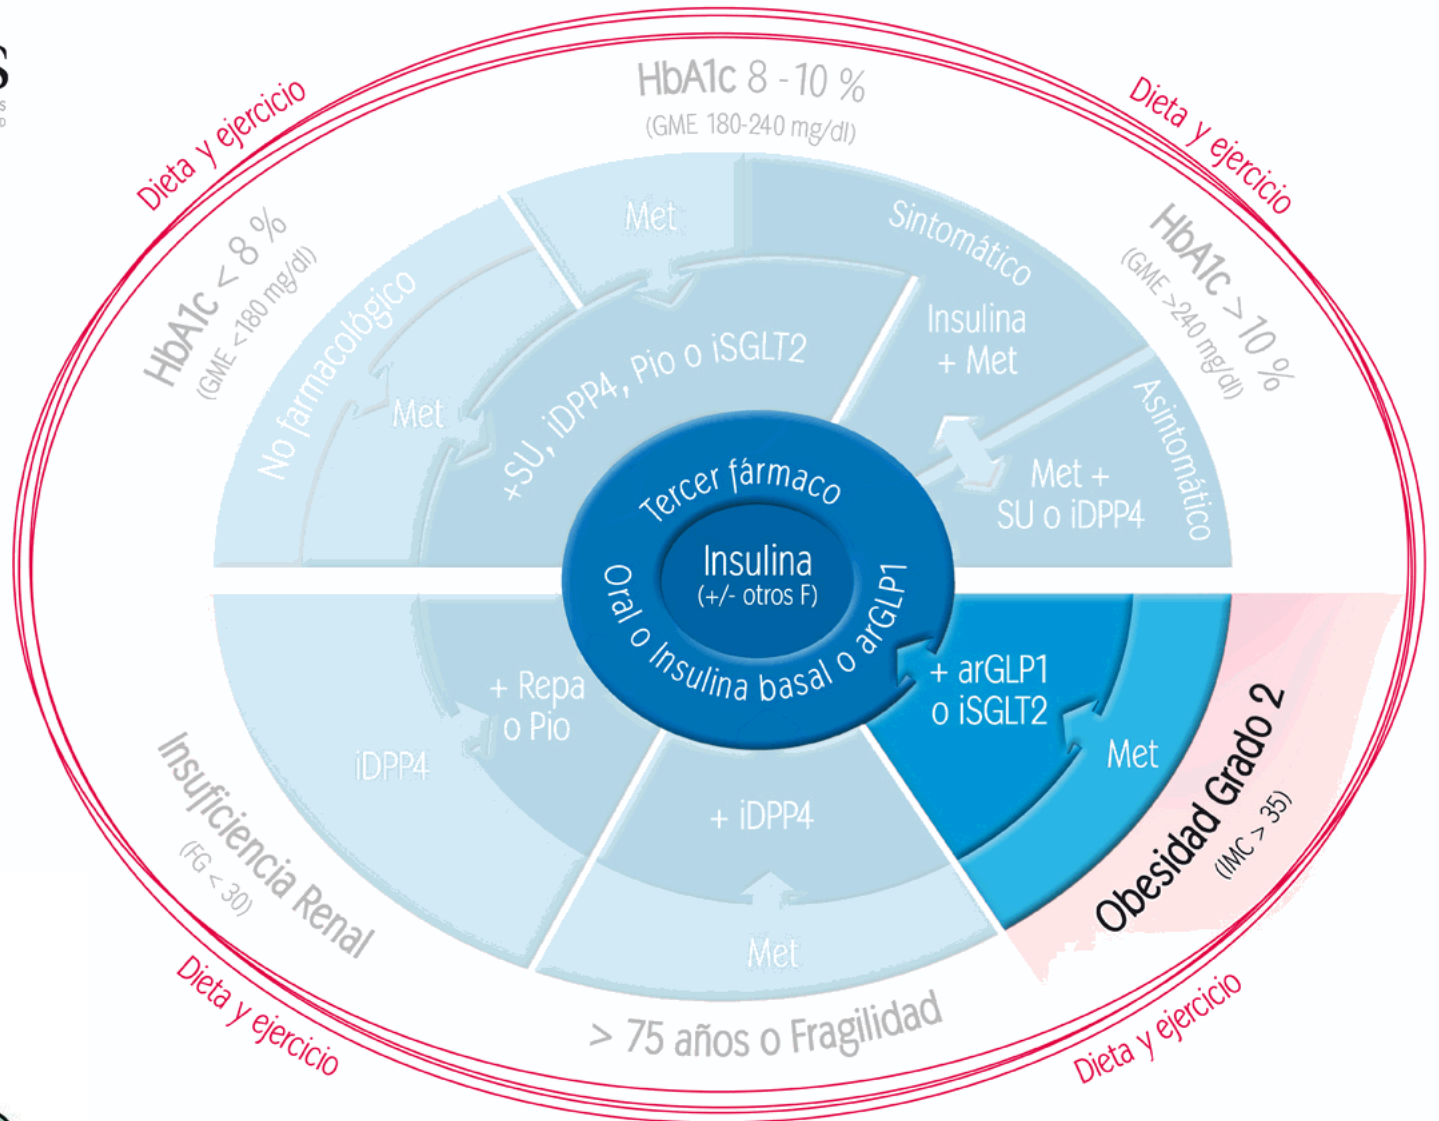 S
S
D
Dieta y ejercicio
HbA1c 8 - 10 %
(GME 180-240 mg/dl)
Dieta y ejercicio
HbA1c < 8 %
(GME <180 mg/dl)
HbA1c > 10 %
(GME >240 mg/dl)
No farmacológico
Met
Met
+SU, iDPP4, Pio o iSGLT2
Sintomático
Insulina
+ Met
Asintomático
Met +
SU o iDPP4
Tercer fármaco
Insulina
(+/- otros F)
Oral o Insulina basal o arGLP1
Insuficiencia Renal
(FG < 30)
iDPP4
+ Repa
o Pio
+ iDPP4
Met
> 75 años o Fragilidad
+ arGLP1
o iSGLT2
Met
Obesidad Grado 2
(IMC > 35)
Dieta y ejercicio
Dieta y ejercicio